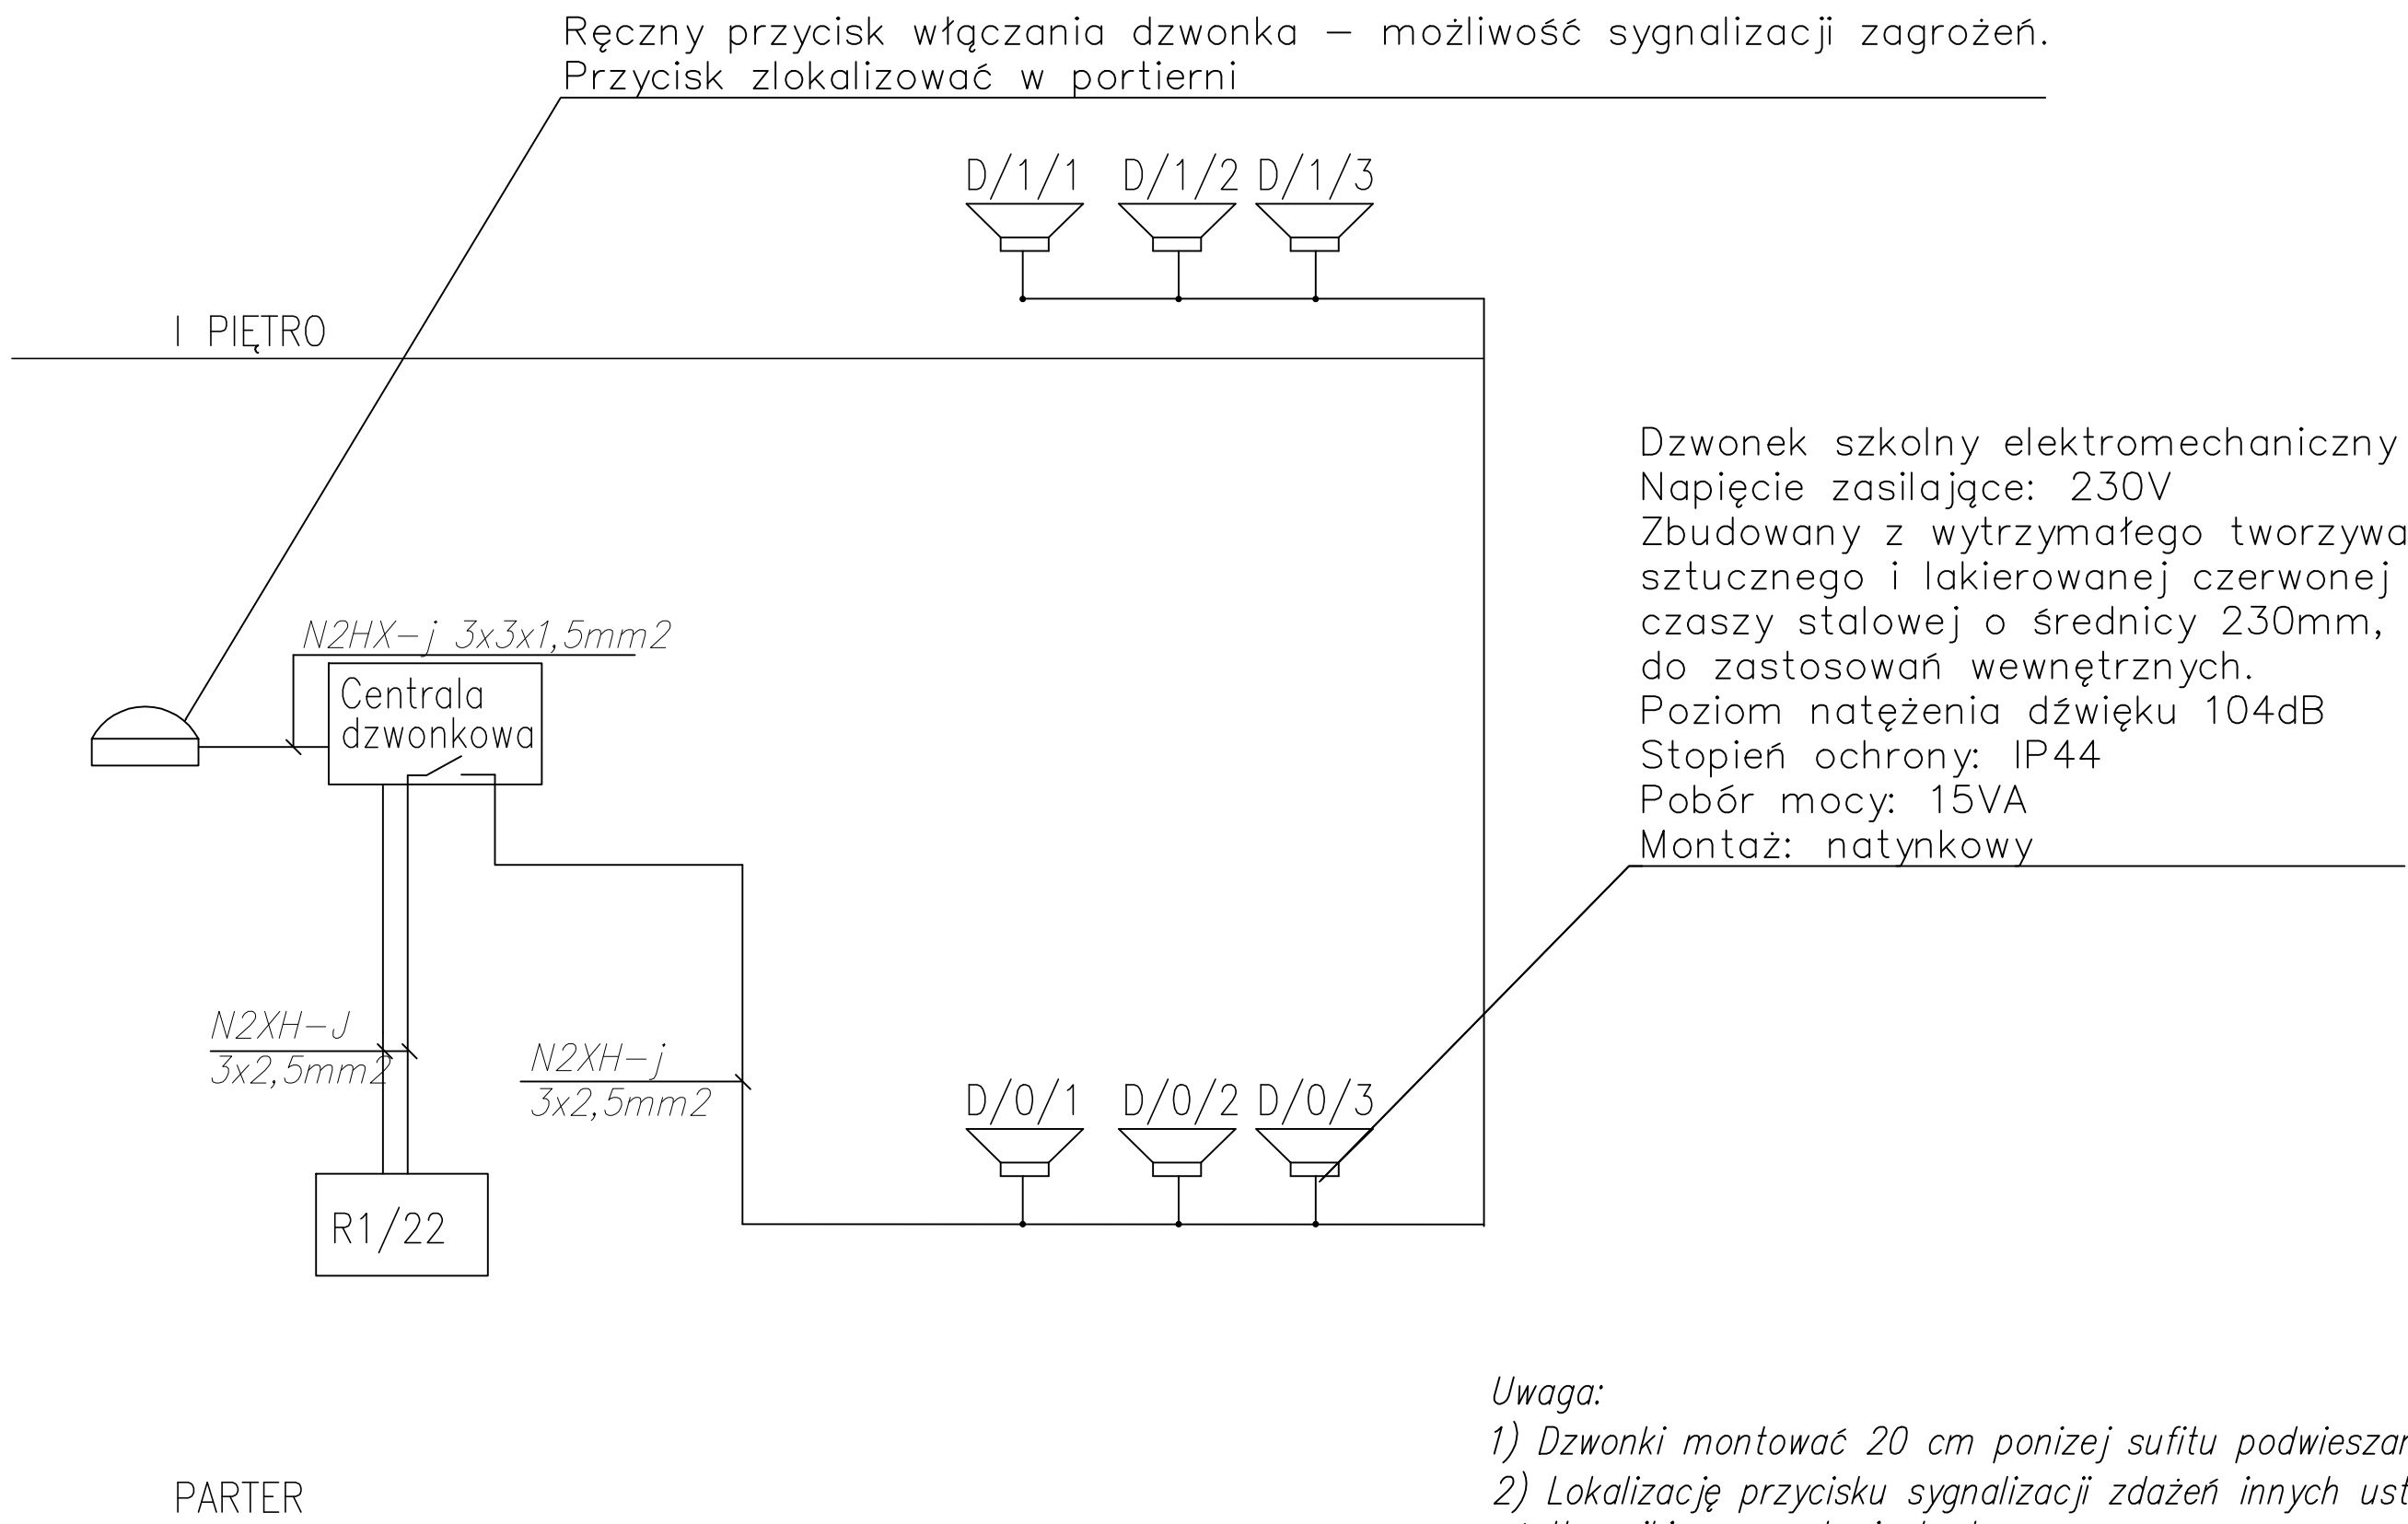 Ręczny przycisk włączania dzwonka – możliwość sygnalizacji zagrożeń.
Przycisk zlokalizować w portierni
D/1/1 D/1/2 D/1/3
I PIĘTRO
Dzwonek szkolny elektromechaniczny
Napięcie zasilające: 230V
Zbudowany z wytrzymałego tworzywa
sztucznego i lakierowanej czerwonej
czaszy stalowej o średnicy 230mm,
do zastosowań wewnętrznych.
Poziom natężenia dźwięku 104dB
Stopień ochrony: IP44
Pobór mocy: 15VA
Montaż: natynkowy
N2HX-j 3x3x1,5mm2
Centrala
dzwonkowa
N2XH-J
3x2,5mm2
N2XH-j
3x2,5mm2
D/0/1 D/0/2 D/0/3
R1/22
Uwaga:
1) Dzwonki montować 20 cm ponizej sufitu
2) Lokalizację przycisku sygnalizacji zdażeń innych
PARTER